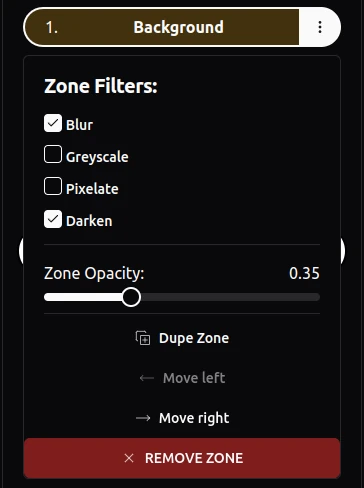 1. Background
Zone Filters:
Blur
Greyscale
Pixelate
Darken
Zone Opacity: 0.35
Dupe Zone
Move left
Move right
REMOVE ZONE